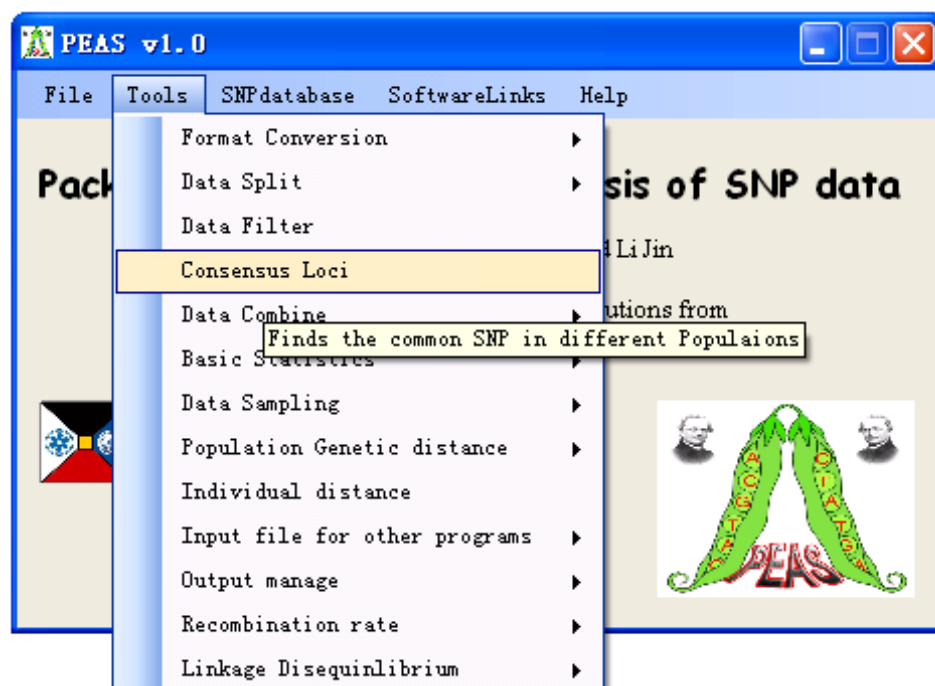 PEAS v1.0
File Tools SNPdatabase SoftwareLinks Help
Format Conversion
Pack sis of SNP data
Data Split
Data Filter
Li Jin
Consensus Loci
Data Combine
utions from
Finds the common SNP in different Populaions
Basic Statistics
Data Sampling
Population Genetic distance
Individual distance
Input file for other programs
Output manage
Recombination rate
Linkage Disequinlibrium
PEAS